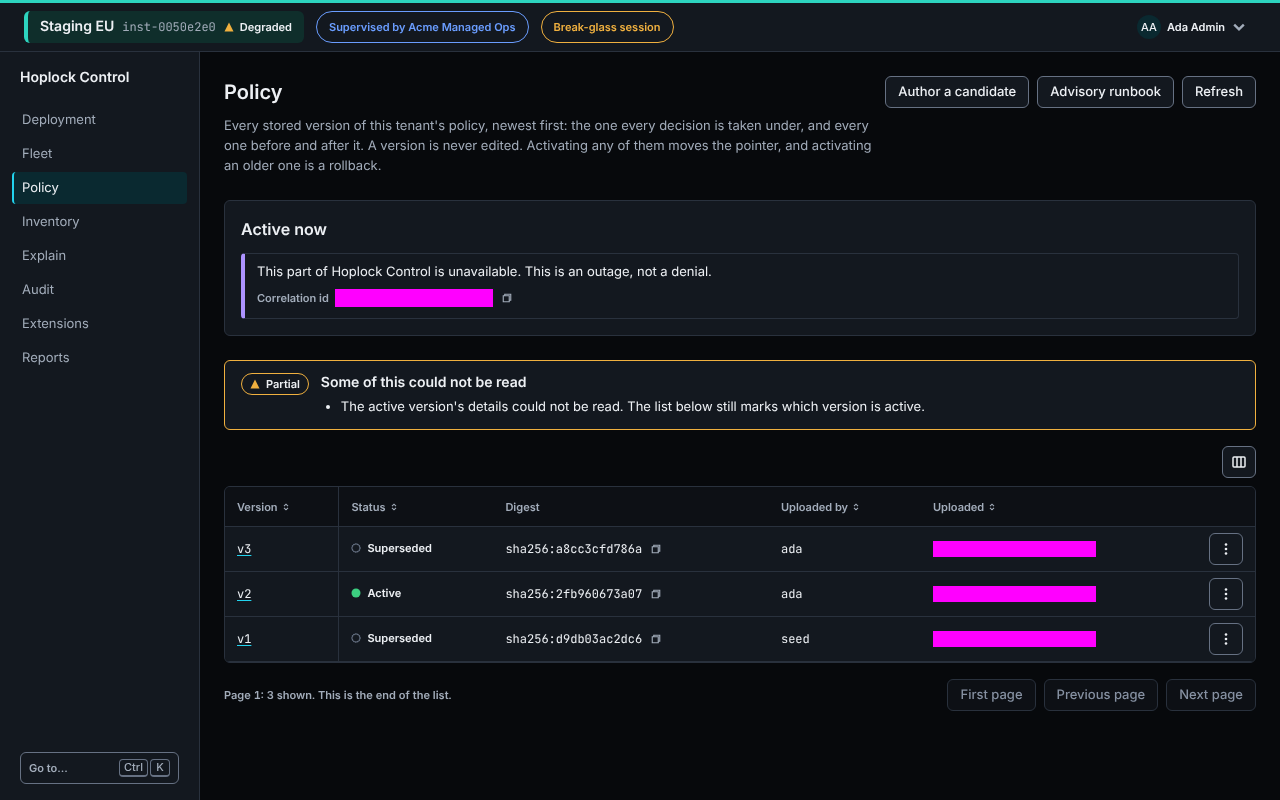 Staging EU inst-0050e2e0 Degraded
Supervised by Acme Managed Ops
Break-glass session
AA Ada Admin
Hoplock Control
Deployment
Fleet
Policy
Inventory
Explain
Audit
Extensions
Reports
Go to... Ctrl K
Policy
Author a candidate
Advisory runbook
Refresh
Every stored version of this tenant's policy, newest first: the one every decision is taken under, and every
one before and after it. A version is never edited. Activating any of them moves the pointer, and activating
an older one is a rollback.
Active now
This part of Hoplock Control is unavailable. This is an outage, not a denial.
Correlation id
Partial
Some of this could not be read
• The active version's details could not be read. The list below still marks which version is active.
Version Status Digest Uploaded by Uploaded
v3 Superseded sha256:a8cc3cfd786a ada
v2 Active sha256:2fb960673a07 ada
v1 Superseded sha256:d9db03ac2dc6 seed
Page 1: 3 shown. This is the end of the list.
First page
Previous page
Next page